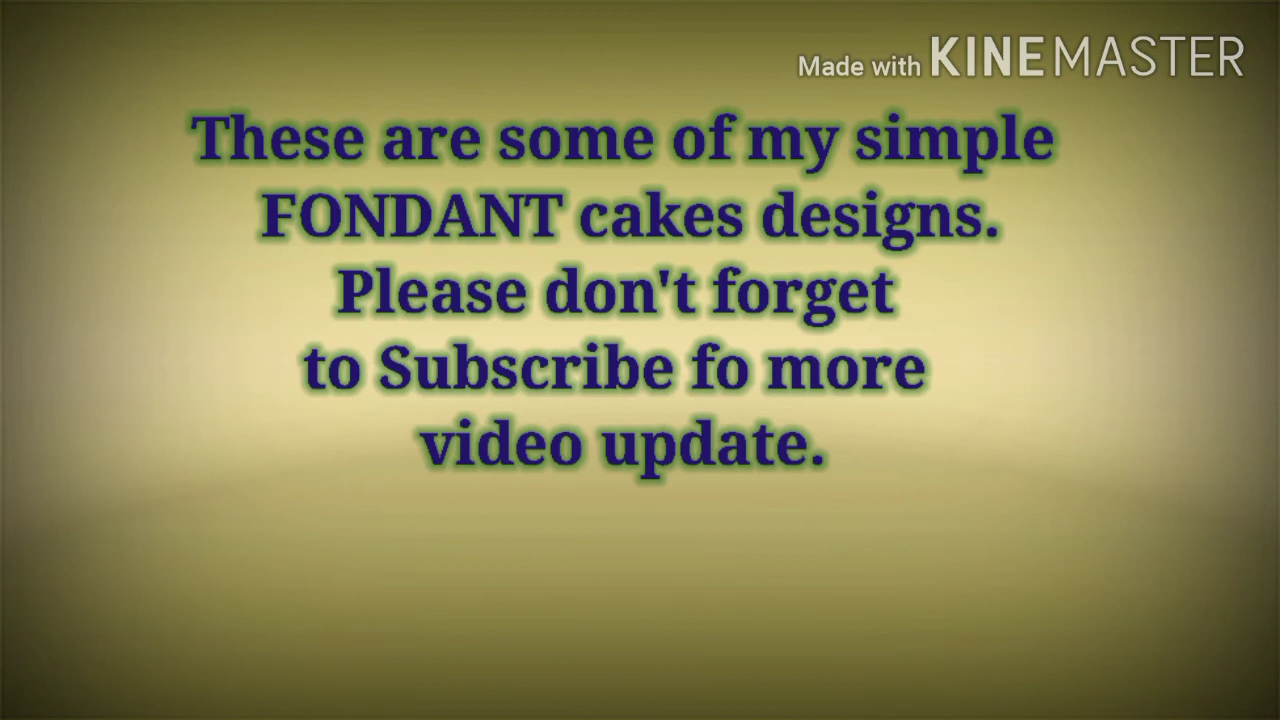 Made with KINEMASTER
These are some of my simple
FONDANT cakes designs.
Please don't forget
to Subscribe fo more
video update.